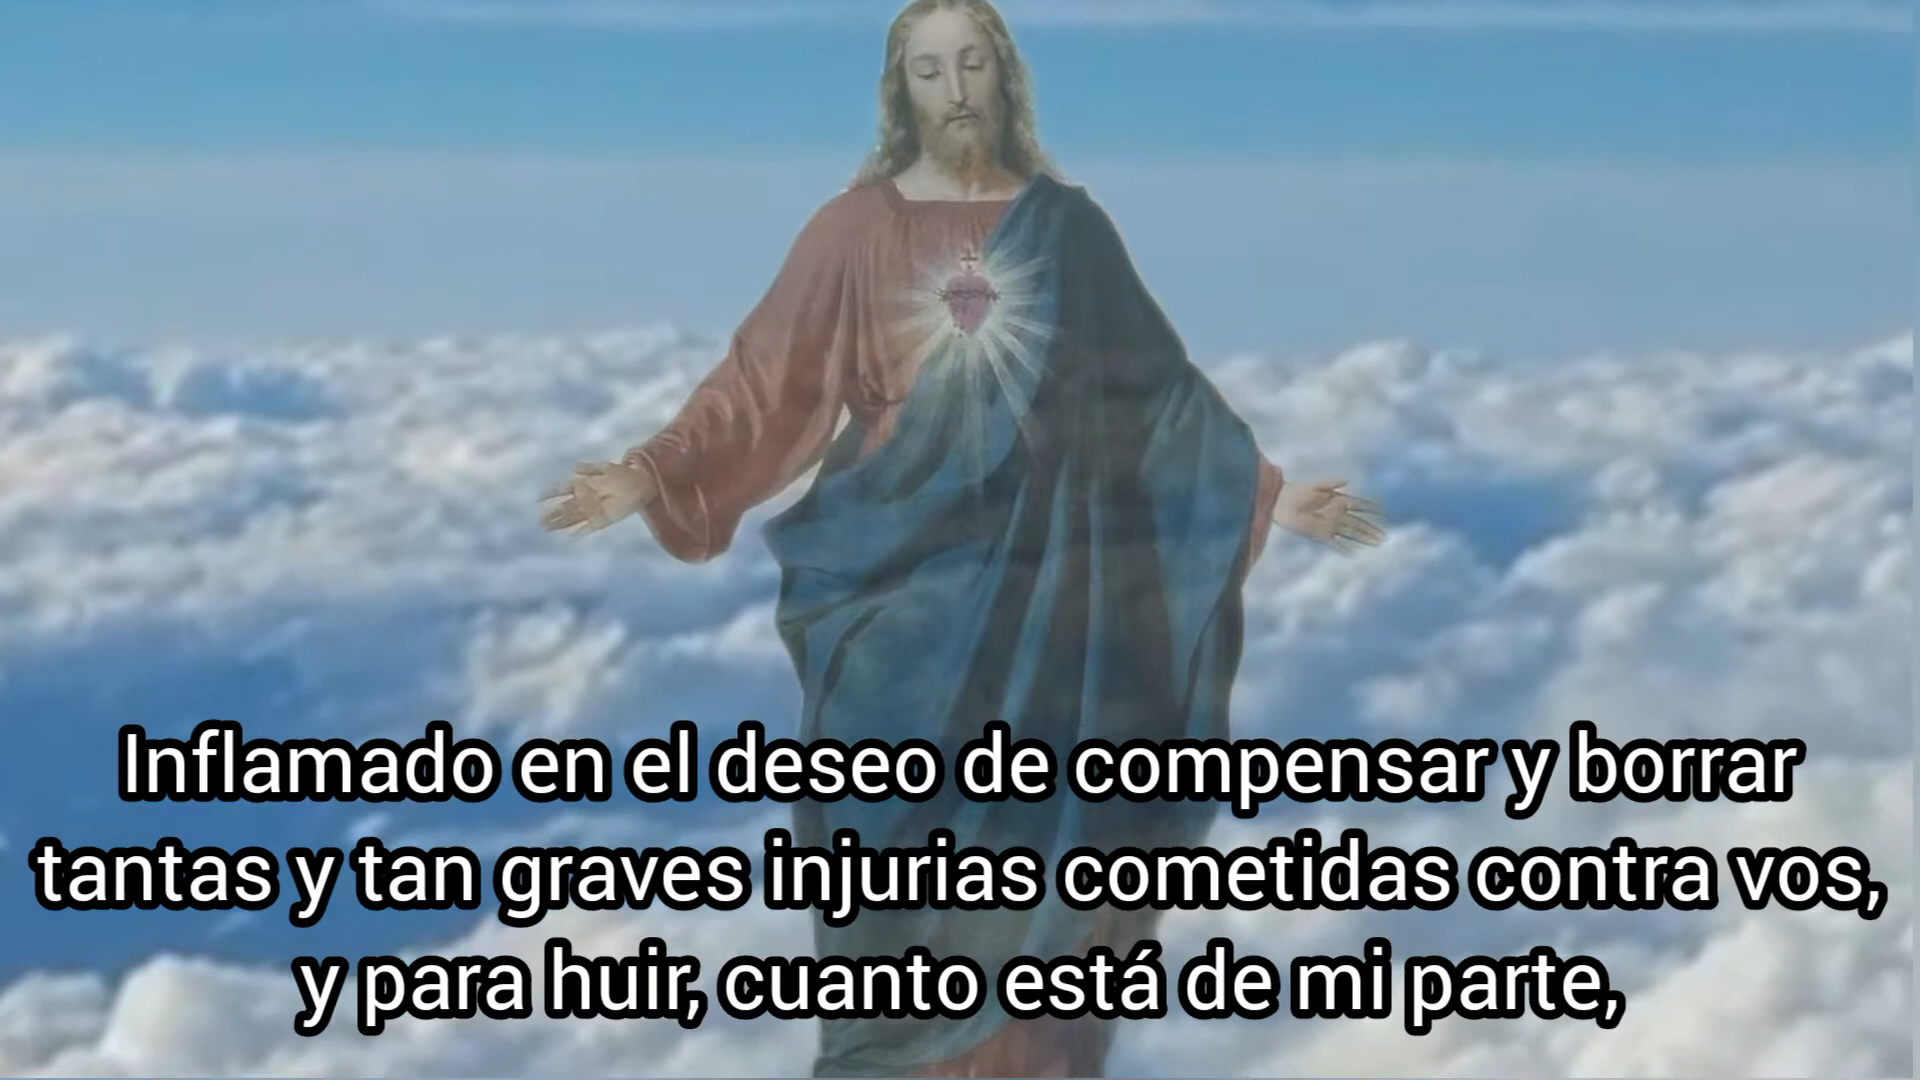 Inflamado en el deseo de compensar y borrar
tantas y tan graves injurias cometidas contra vos,
y para huir, cuanto está de mi parte,